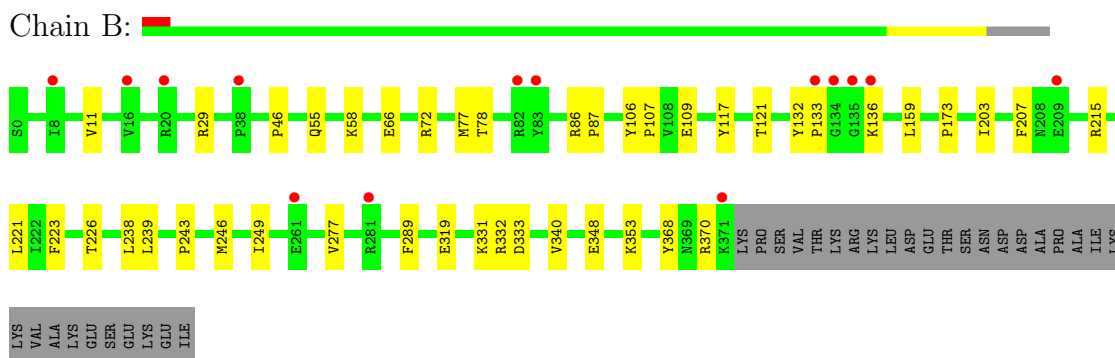 Chain B:
S0 I8 V11 V16 R20 R29 P38 P46 Q55 K58 E66 R72 M77 T78 R82 Y83 R86 P87 Y106 P107 V108 E109 Y117 T121 Y132 P133 G134 G135 K136 L159 P173 I203 F207 N208 E209 R215
L221 I222 F223 T226 L238 L239 P243 M246 I249 E261 V277 R281 F289 E319 K331 R332 D333 V340 E348 K353 Y368 N369 R370 K371 LYS PRO SER VAL THR LYS ARG LYS LEU ASP GLU THR SER ASN ASP ASP ALA PRO ALA ILE LYS
LYS VAL ALA LYS GLU SER GLU LYS GLU ILE